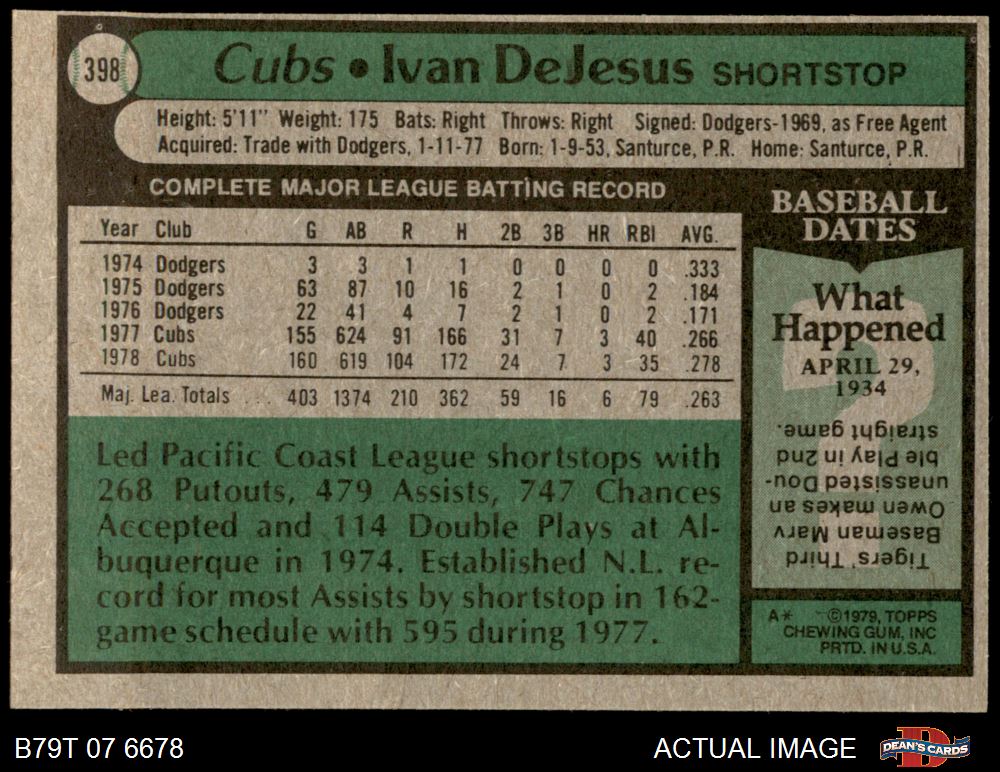 398
Cubs • Ivan DeJesus SHORTSTOP
Height: 5'11" Weight: 175 Bats: Right Throws: Right Signed: Dodgers-1969, as Free Agent
Acquired: Trade with Dodgers, 1-11-77 Born: 1-9-53, Santurce, P.R. Home: Santurce, P.R.
COMPLETE MAJOR LEAGUE BATTING RECORD
Year Club G AB R H 2B 3B HR RBI AVG.
1974 Dodgers 3 3 1 1 0 0 0 0 .333
1975 Dodgers 63 87 10 16 2 1 0 2 .184
1976 Dodgers 22 41 4 7 2 1 0 2 .171
1977 Cubs 155 624 91 166 31 7 3 40 .266
1978 Cubs 160 619 104 172 24 7 3 35 .278
Maj. Lea. Totals ... 403 1374 210 362 59 16 6 79 .263
Led Pacific Coast League shortstops with
268 Putouts, 479 Assists, 747 Chances
Accepted and 114 Double Plays at Al-
buquerque in 1974. Established N.L. re-
cord for most Assists by shortstop in 162-
game schedule with 595 during 1977.
BASEBALL
DATES
What
Happened
APRIL 29,
1934
?
Tigers' Third
Baseman Marv
Owen makes an
unassisted Dou-
ble Play in 2nd
straight game.
A* ©1979, TOPPS
CHEWING GUM, INC
PRTD. IN U.S.A.
B79T 07 6678
ACTUAL IMAGE
D
DEAN'S CARDS